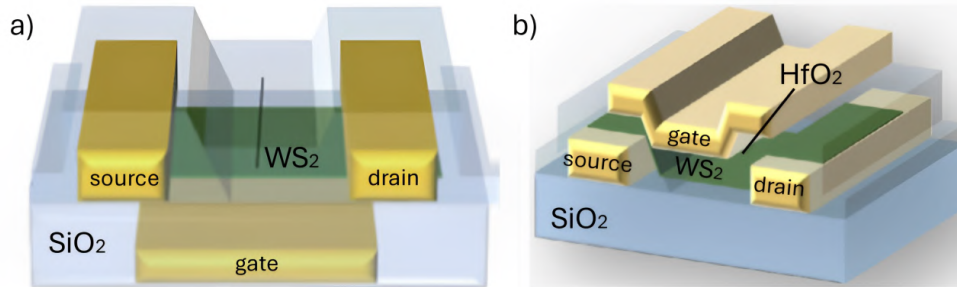 a)
WS₂
source
drain
SiO₂
gate
b)
HfO₂
gate
source
WS₂
drain
SiO₂